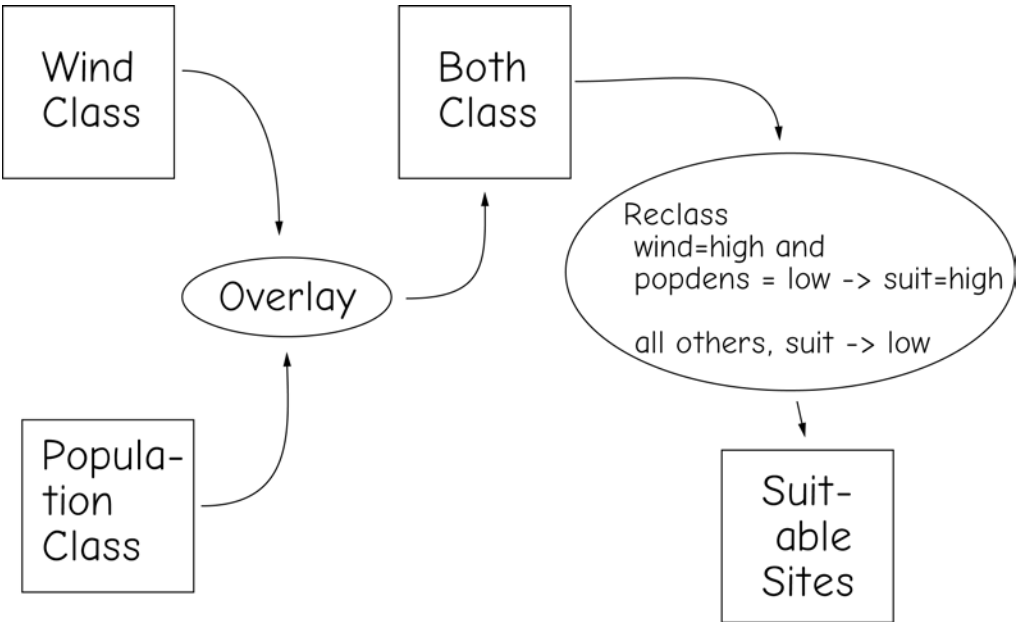 Wind
Class
Both
Class
Overlay
Popula-
tion
Class
Reclass
wind=high and
popdens = low -> suit=high
all others, suit -> low
Suit-
able
Sites